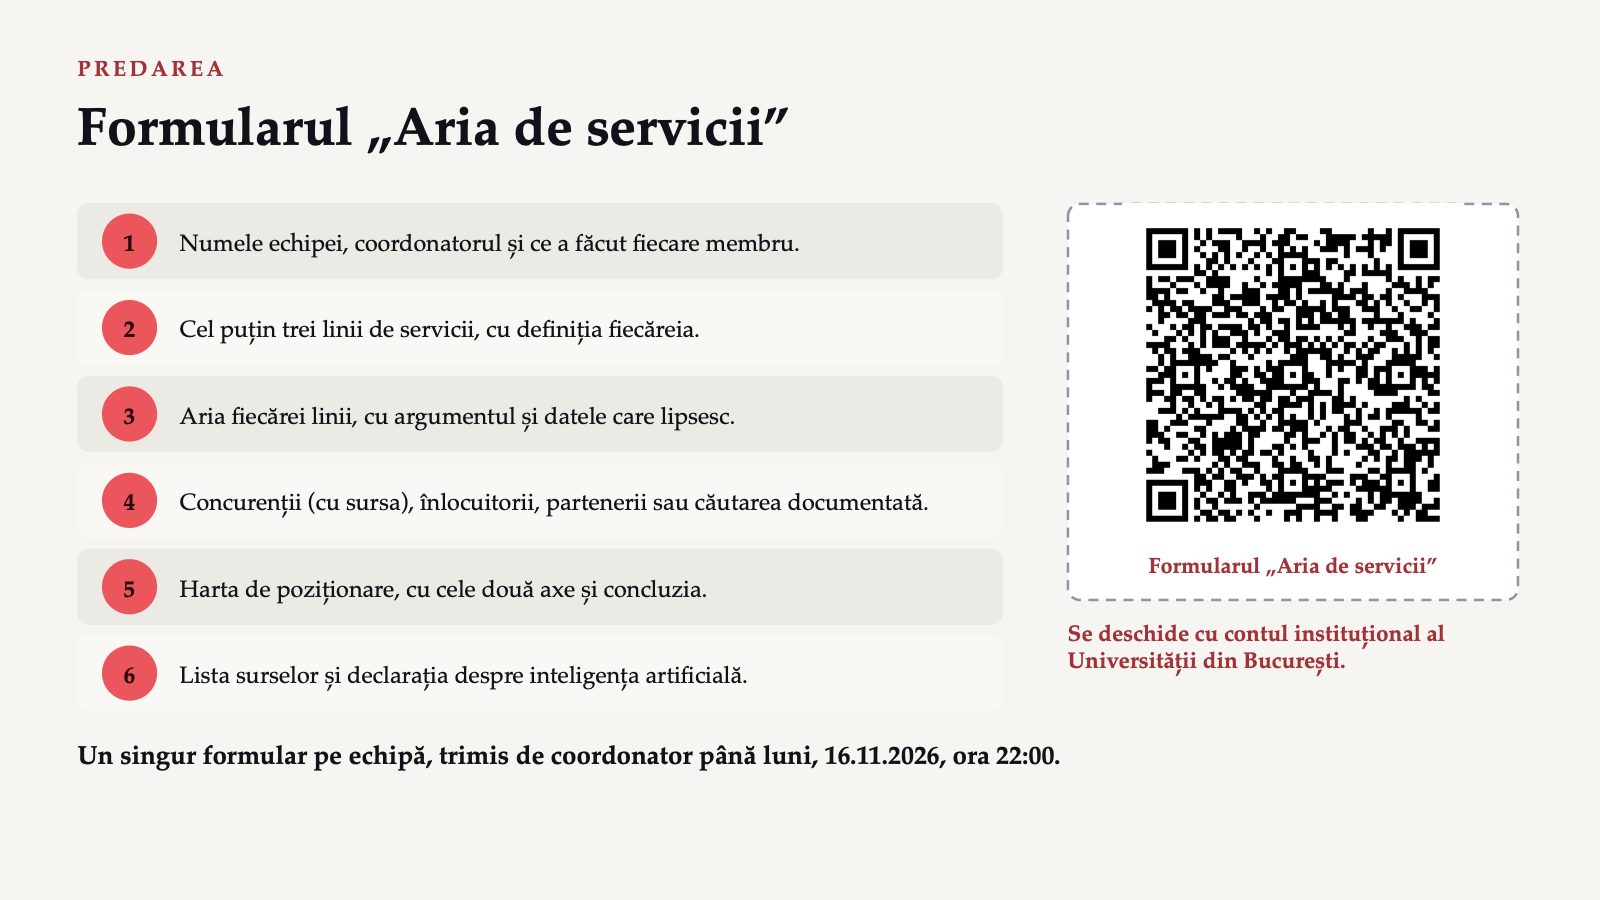 PREDAREA
Formularul „Aria de servicii”
1 Numele echipei, coordonatorul și ce a făcut fiecare membru.
2 Cel puțin trei linii de servicii, cu definiția fiecăreia.
3 Aria fiecărei linii, cu argumentul și datele care lipsesc.
4 Concurenții (cu sursa), înlocuitorii, partenerii sau căutarea documentată.
5 Harta de poziționare, cu cele două axe și concluzia.
6 Lista surselor și declarația despre inteligența artificială.
Formularul „Aria de servicii”
Se deschide cu contul instituțional al
Universității din București.
Un singur formular pe echipă, trimis de coordonator până luni, 16.11.2026, ora 22:00.